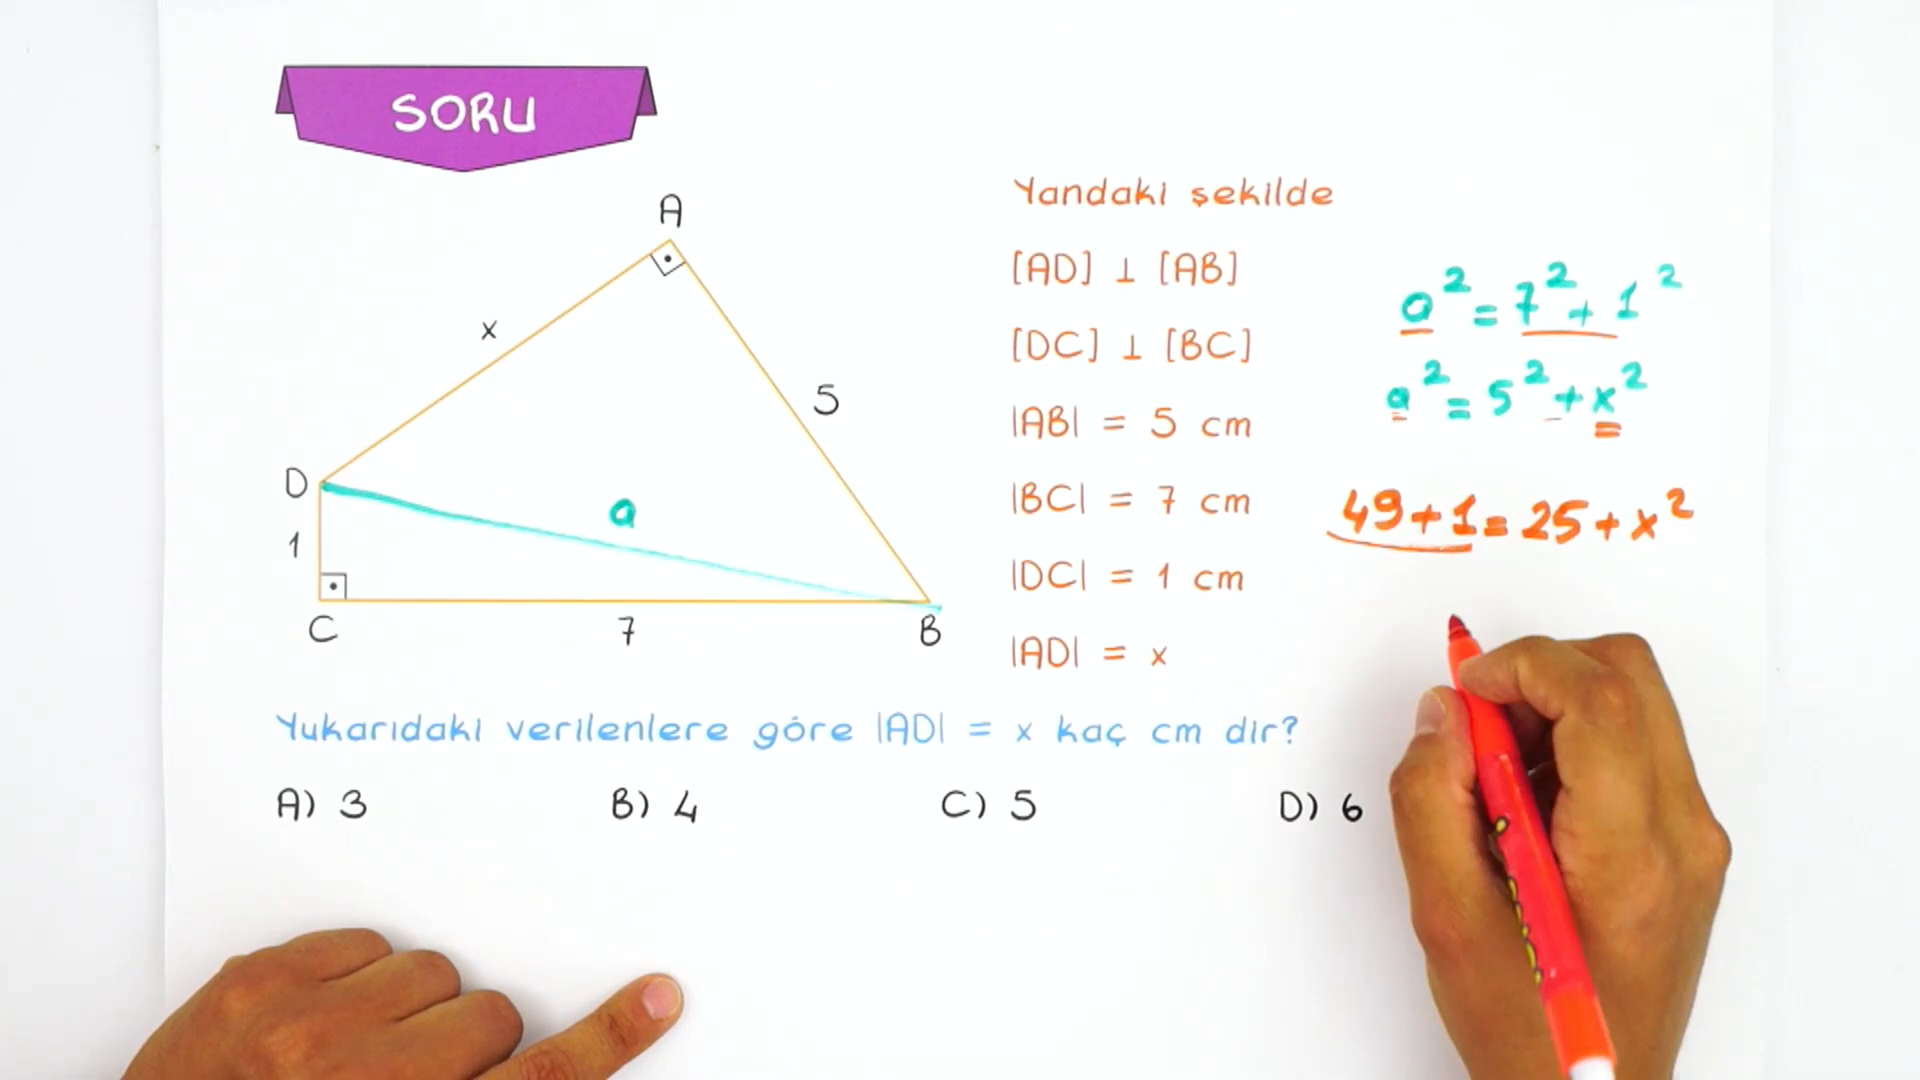 SORU
A
x
5
D
a
1
C
7
B
Yandaki şekilde
[AD] ⊥ [AB]
[DC] ⊥ [BC]
|AB| = 5 cm
|BC| = 7 cm
|DC| = 1 cm
|AD| = x
a² = 7² + 1²
a² = 5² + x²
49 + 1 = 25 + x²
Yukarıdaki verilenlere göre |AD| = x kaç cm dir?
A) 3 B) 4 C) 5 D) 6